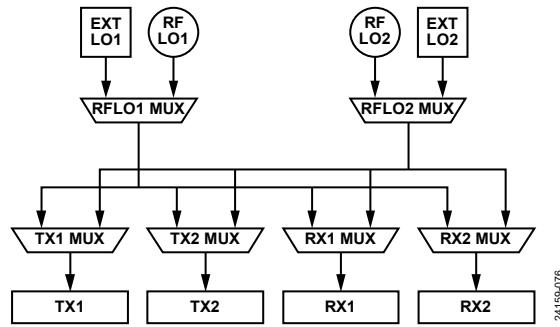 EXT
LO1
RF
LO1
RF
LO2
EXT
LO2
RFLO1 MUX
RFLO2 MUX
TX1 MUX
TX2 MUX
RX1 MUX
RX2 MUX
TX1
TX2
RX1
RX2
24159-076